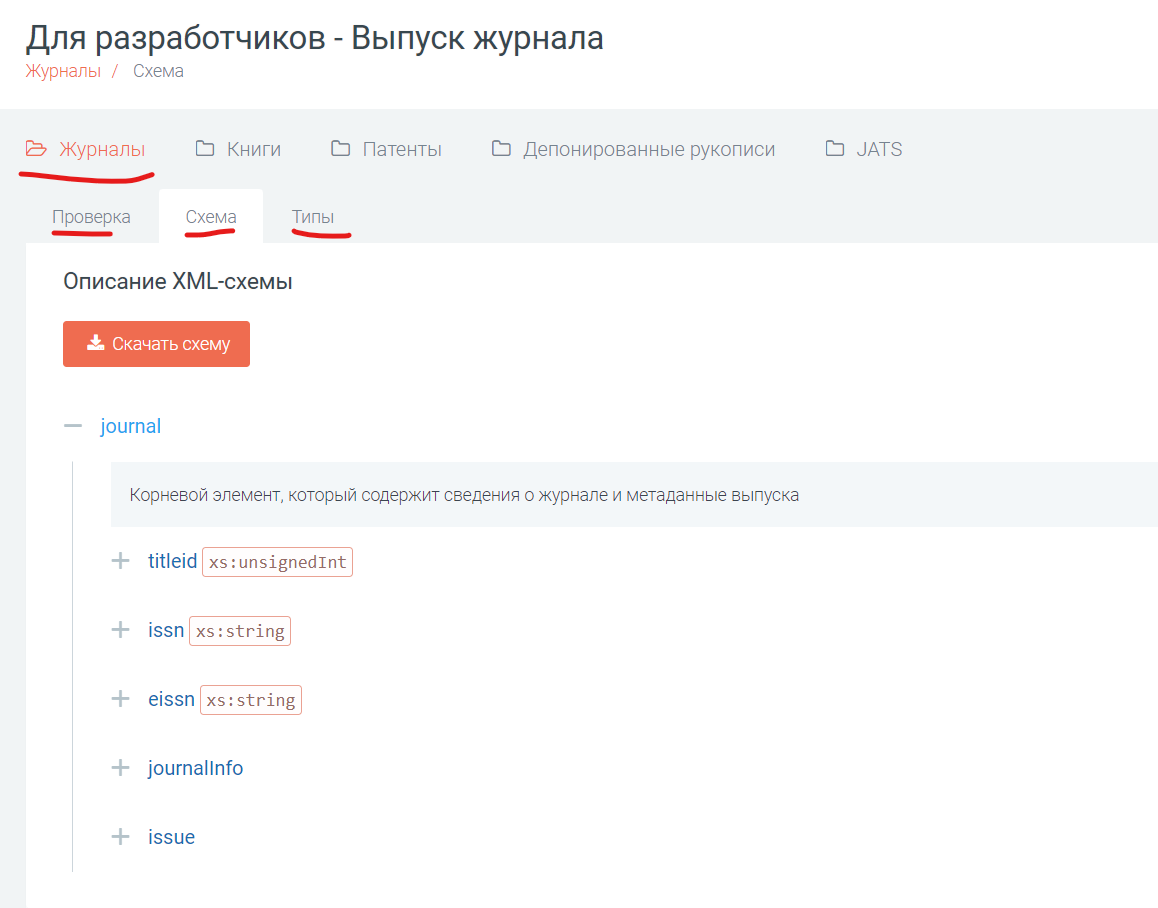 Для разработчиков - Выпуск журнала
Журналы / Схема
Журналы Книги Патенты Депонированные рукописи JATS
Проверка Схема Типы
Описание XML-схемы
Скачать схему
journal
Корневой элемент, который содержит сведения о журнале и метаданные выпуска
titleid xs:unsignedInt
issn xs:string
eissn xs:string
journalInfo
issue